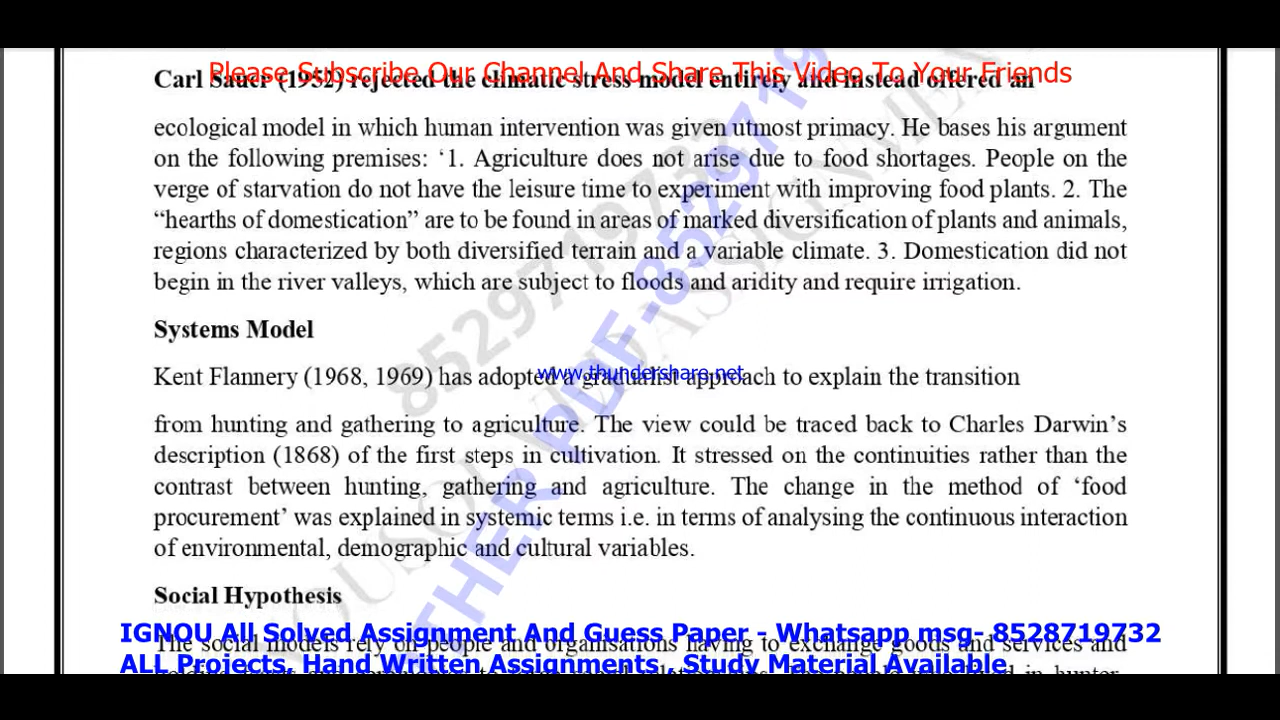 Please Subscribe Our Channel And Share This Video To Your Friends
Carl Sauer (1952) rejected the climatic stress model entirely and instead offered an
ecological model in which human intervention was given utmost primacy. He bases his argument
on the following premises: ‘1. Agriculture does not arise due to food shortages. People on the
verge of starvation do not have the leisure time to experiment with improving food plants. 2. The
“hearths of domestication” are to be found in areas of marked diversification of plants and animals,
regions characterized by both diversified terrain and a variable climate. 3. Domestication did not
begin in the river valleys, which are subject to floods and aridity and require irrigation.
Systems Model
Kent Flannery (1968, 1969) has adopted a gradualist approach to explain the transition
www.thundershare.net
from hunting and gathering to agriculture. The view could be traced back to Charles Darwin’s
description (1868) of the first steps in cultivation. It stressed on the continuities rather than the
contrast between hunting, gathering and agriculture. The change in the method of ‘food
procurement’ was explained in systemic terms i.e. in terms of analysing the continuous interaction
of environmental, demographic and cultural variables.
Social Hypothesis
The social models rely on people and organisations having to exchange goods and services and
IGNOU All Solved Assignment And Guess Paper - Whatsapp msg- 8528719732
ALL Projects, Hand Written Assignments , Study Material Available